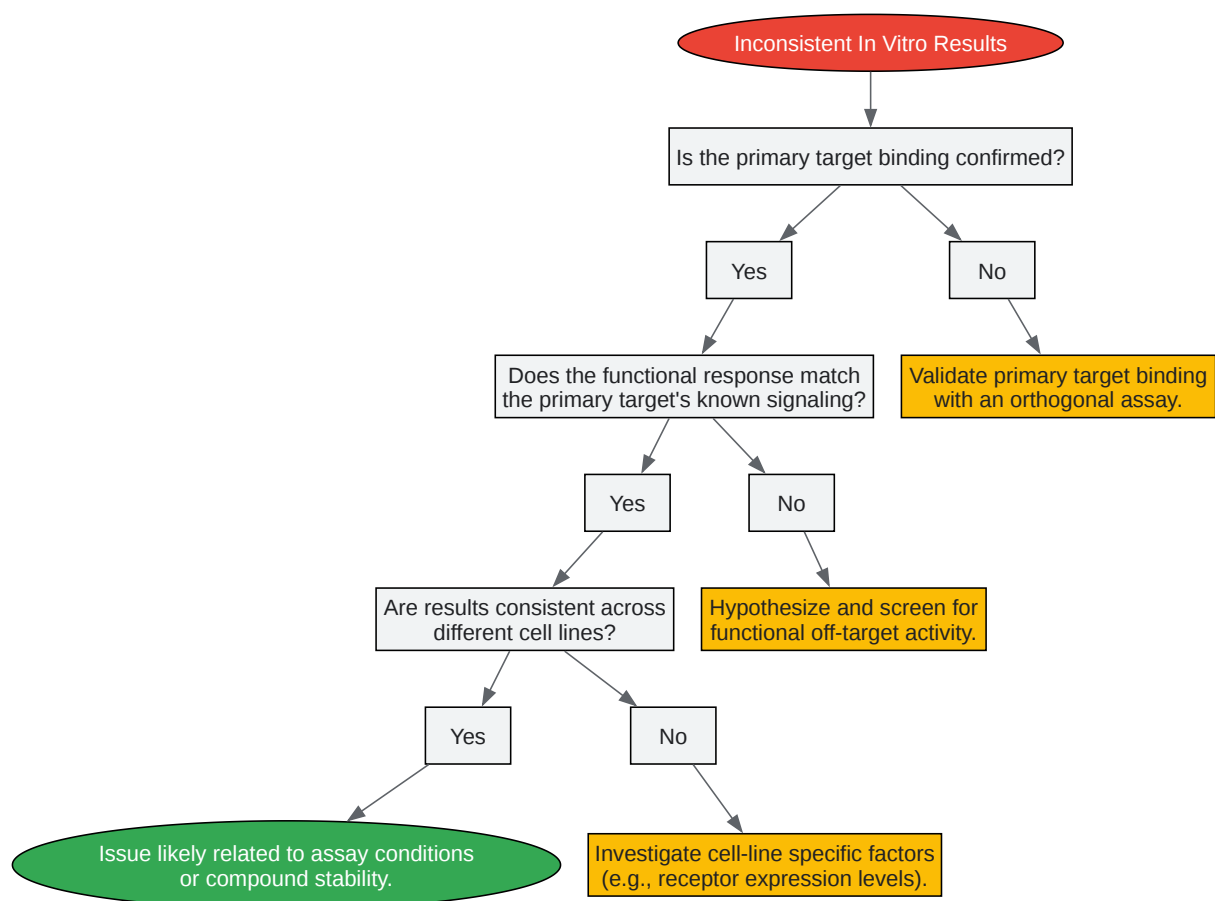 Inconsistent In Vitro Results
Is the primary target binding confirmed?
Yes
No
Does the functional response match
the primary target's known signaling?
Validate primary target binding
with an orthogonal assay.
Yes
No
Are results consistent across
different cell lines?
Hypothesize and screen for
functional off-target activity.
Yes
No
Issue likely related to assay conditions
or compound stability.
Investigate cell-line specific factors
(e.g., receptor expression levels).